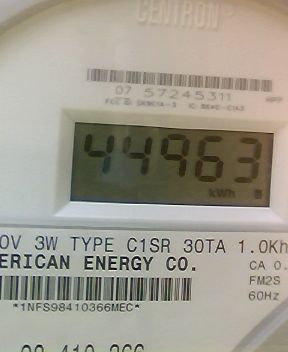 CENTRON
07 57245311
44963
kWh
0V 3W TYPE C1SR 30TA 1.0Kh
ERICAN ENERGY CO.
CA 0.
FM2S
60Hz
*1NFS98410366MEC*